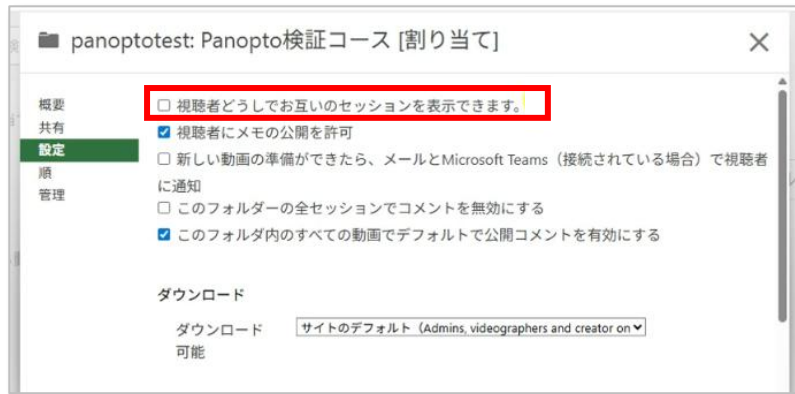 panoptotest: Panopto検証コース [割り当て]
概要
共有
設定
順
管理
視聴者どうしでお互いのセッションを表示できます。
視聴者にメモの公開を許可
新しい動画の準備ができたら、メールとMicrosoft Teams（接続されている場合）で視聴者
に通知
このフォルダーの全セッションでコメントを無効にする
このフォルダ内のすべての動画でデフォルトで公開コメントを有効にする
ダウンロード
ダウンロード
可能
サイトのデフォルト（Admins, videographers and creator on